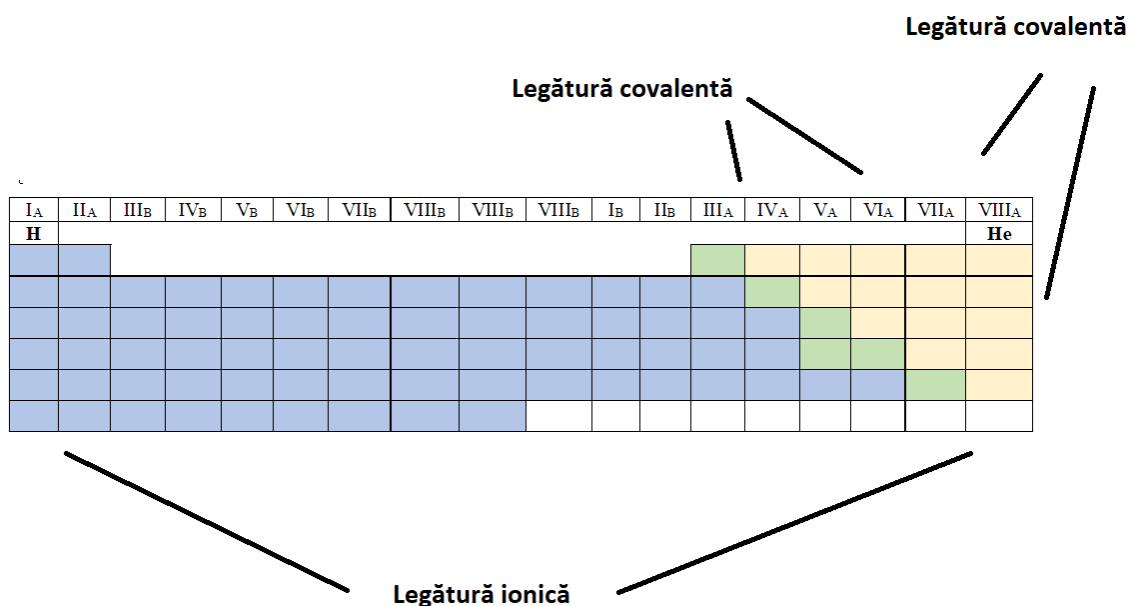 Legătură covalentă
Legătură covalentă
IA IIA IIIB IVB VB VIB VIIB VIIIB VIIIB VIIIB IB IIB IIIA IVA VA VIA VIIA VIIIA
H He
Legătură ionică